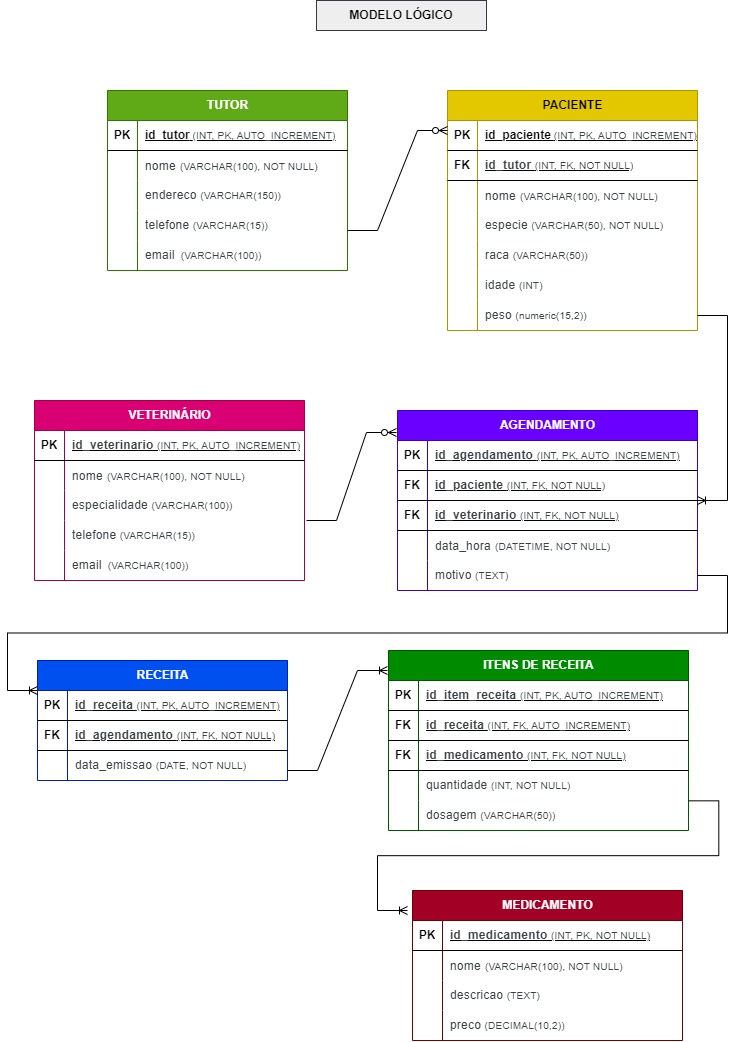 MODELO LÓGICO
TUTOR
PK id_tutor (INT, PK, AUTO_INCREMENT)
nome (VARCHAR(100), NOT NULL)
endereco (VARCHAR(150))
telefone (VARCHAR(15))
email (VARCHAR(100))
PACIENTE
PK id_paciente (INT, PK, AUTO_INCREMENT)
FK id_tutor (INT, FK, NOT NULL)
nome (VARCHAR(100), NOT NULL)
especie (VARCHAR(50), NOT NULL)
raca (VARCHAR(50))
idade (INT)
peso (numeric(15,2))
VETERINÁRIO
PK id_veterinario (INT, PK, AUTO_INCREMENT)
nome (VARCHAR(100), NOT NULL)
especialidade (VARCHAR(100))
telefone (VARCHAR(15))
email (VARCHAR(100))
AGENDAMENTO
PK id_agendamento (INT, PK, AUTO_INCREMENT)
FK id_paciente (INT, FK, NOT NULL)
FK id_veterinario (INT, FK, NOT NULL)
data_hora (DATETIME, NOT NULL)
motivo (TEXT)
RECEITA
PK id_receita (INT, PK, AUTO_INCREMENT)
FK id_agendamento (INT, FK, NOT NULL)
data_emissao (DATE, NOT NULL)
ITENS DE RECEITA
PK id_item_receita (INT, PK, AUTO_INCREMENT)
FK id_receita (INT, FK, AUTO_INCREMENT)
FK id_medicamento (INT, FK, NOT NULL)
quantidade (INT, NOT NULL)
dosagem (VARCHAR(50))
MEDICAMENTO
PK id_medicamento (INT, PK, NOT NULL)
nome (VARCHAR(100), NOT NULL)
descricao (TEXT)
preco (DECIMAL(10,2))